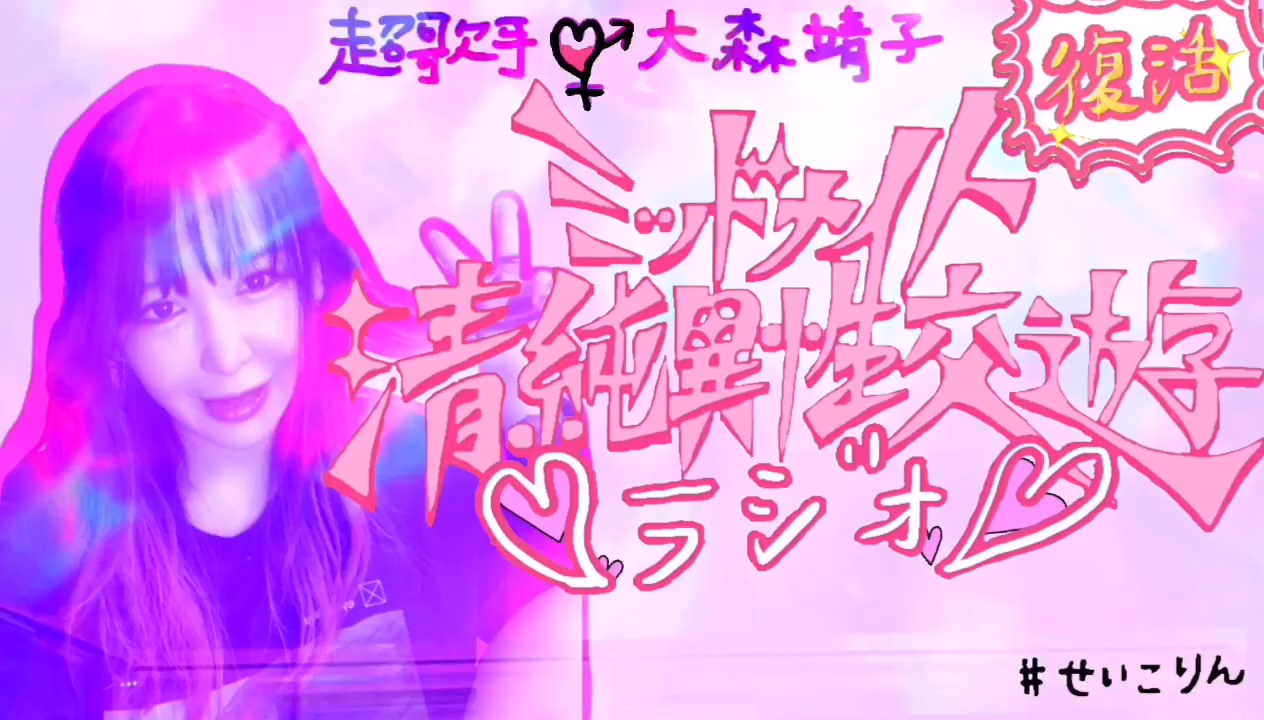 超歌手 大森靖子
復活
ミッドナイト
清純異性交遊
ラジオ
#せいこりん